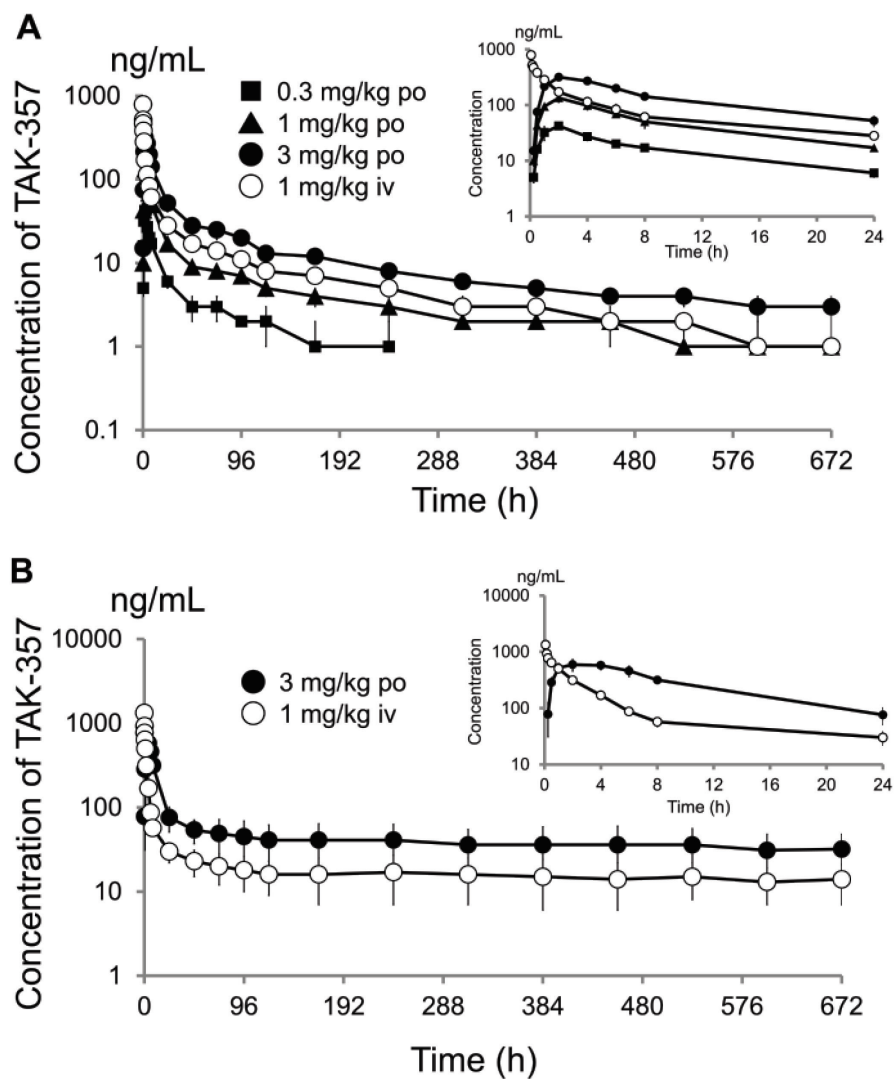 A
ng/mL
Concentration of TAK-357
1000
100
10
1
0.1
0 96 192 288 384 480 576 672
Time (h)
0.3 mg/kg po
1 mg/kg po
3 mg/kg po
1 mg/kg iv
ng/mL
Concentration
1000
100
10
1
0 4 8 12 16 20 24
Time (h)
B
ng/mL
Concentration of TAK-357
10000
1000
100
10
1
0 96 192 288 384 480 576 672
Time (h)
3 mg/kg po
1 mg/kg iv
ng/mL
Concentration
10000
1000
100
10
0 4 8 12 16 20 24
Time (h)